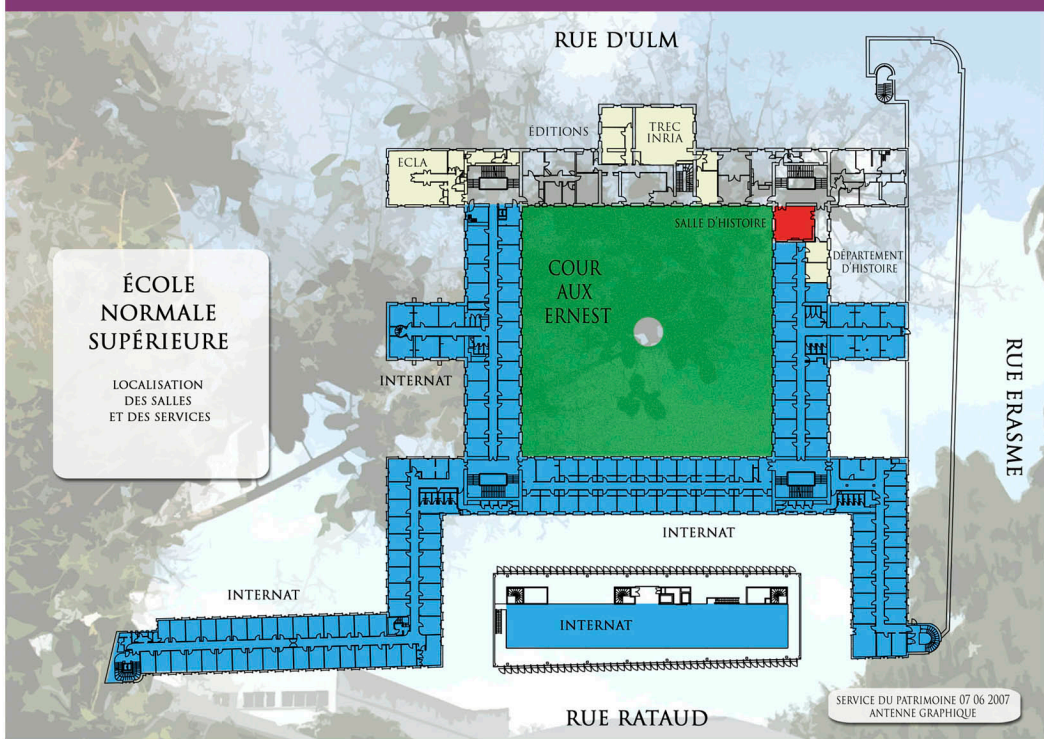 RUE D'ULM
ÉDITIONS
TREC
INRIA
ECLA
SALLE D'HISTOIRE
DÉPARTEMENT
D'HISTOIRE
COUR
AUX
ERNEST
ÉCOLE
NORMALE
SUPÉRIEURE
LOCALISATION
DES SALLES
ET DES SERVICES
INTERNAT
RUE ERASME
INTERNAT
INTERNAT
INTERNAT
SERVICE DU PATRIMOINE 07 06 2007
ANTENNE GRAPHIQUE
RUE RATAUD